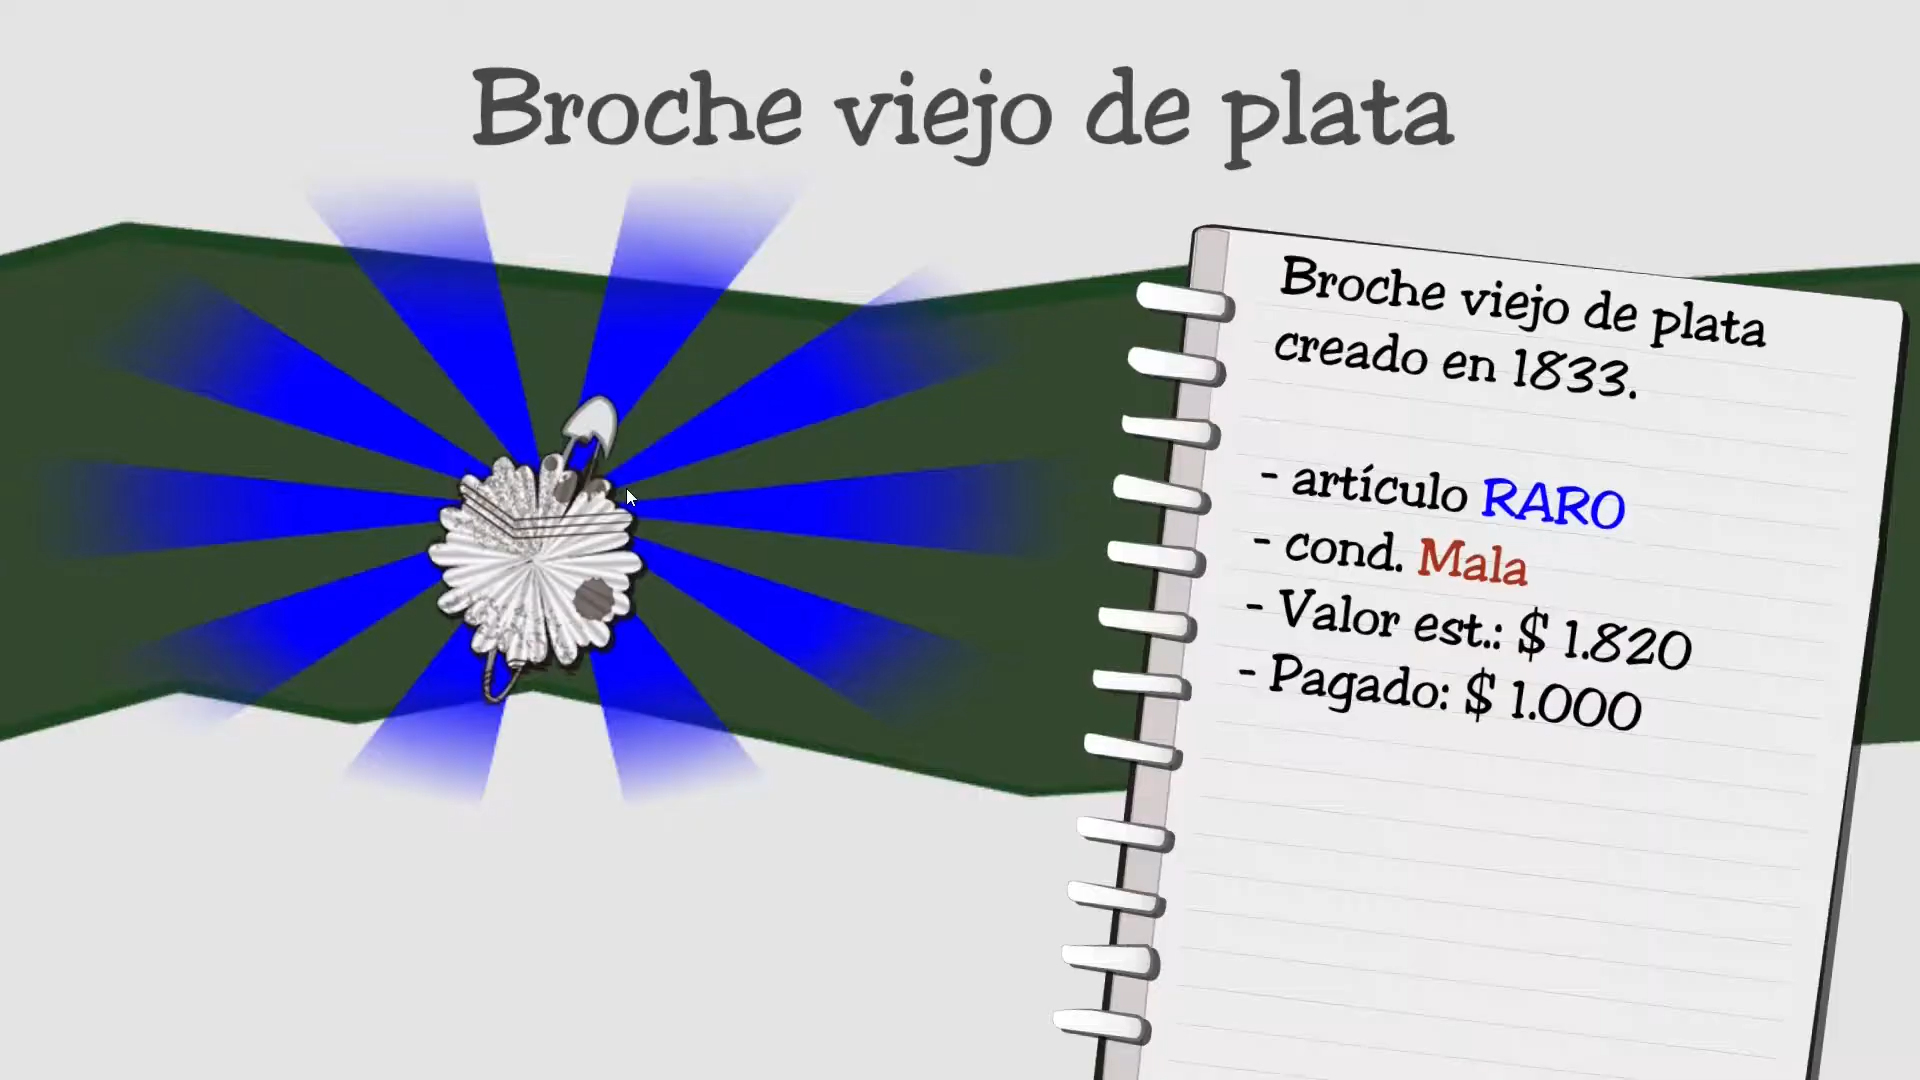 Broche viejo de plata
Broche viejo de plata
creado en 1833.
- artículo RARO
- cond. Mala
- Valor est.: $ 1.820
- Pagado: $ 1.000